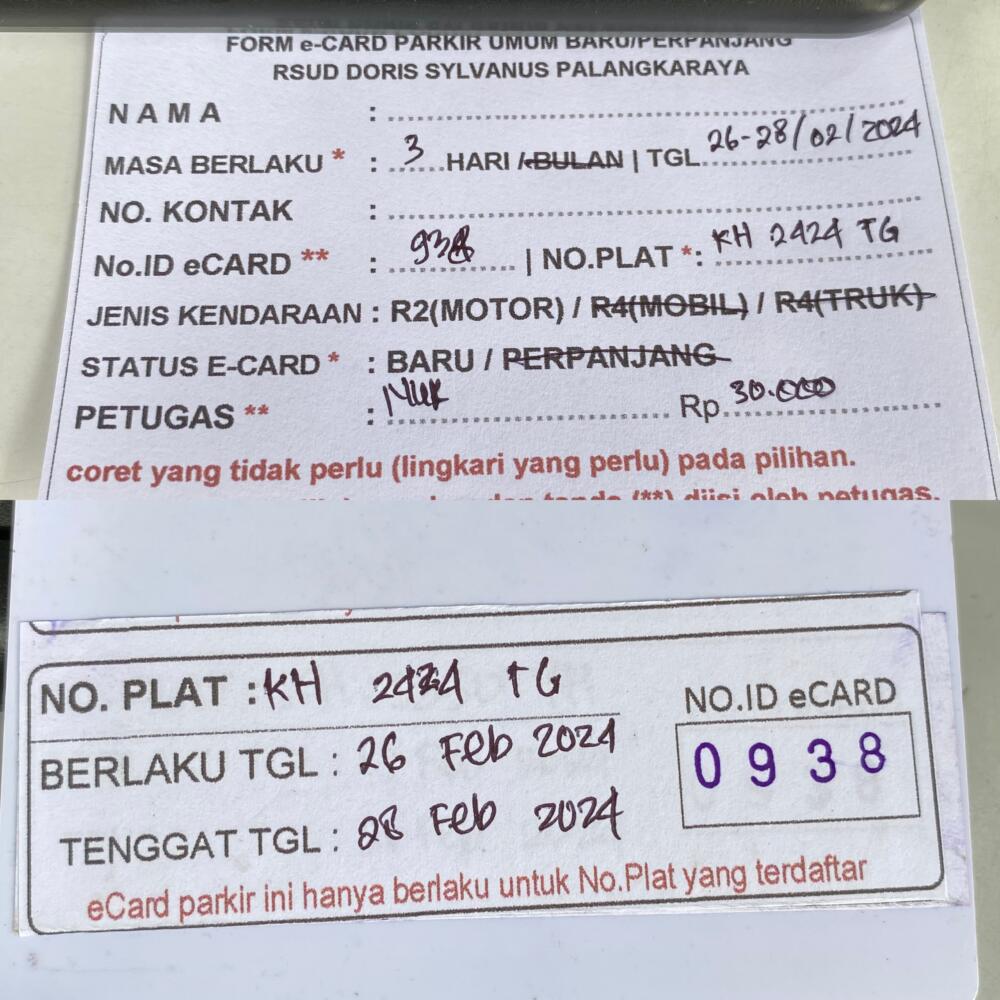 FORM e-CARD PARKIR UMUM BARU/PERPANJANG
RSUD DORIS SYLVANUS PALANGKARAYA
NAMA :
MASA BERLAKU * : 3 HARI / BULAN | TGL 26-28/02/2024
NO. KONTAK :
No.ID eCARD ** : 938 | NO.PLAT *: KH 2424 TG
JENIS KENDARAAN : R2(MOTOR) / R4(MOBIL) / R4(TRUK)
STATUS E-CARD * : BARU / PERPANJANG
PETUGAS ** : Rp 30.000
coret yang tidak perlu (lingkari yang perlu) pada pilihan.
tanda (**) diisi oleh petugas.
NO. PLAT : KH 2424 TG
NO.ID eCARD
BERLAKU TGL : 26 Feb 2024
0938
TENGGAT TGL : 28 Feb 2024
eCard parkir ini hanya berlaku untuk No.Plat yang terdaftar